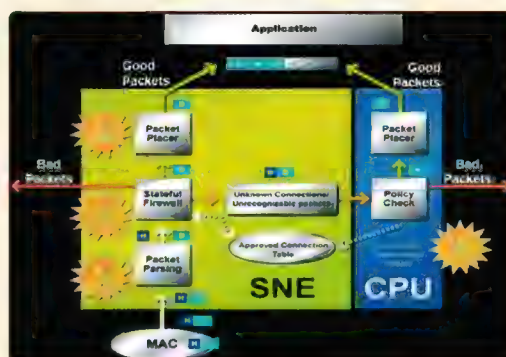 Application
Good
Packets
Good
Packets
Packet
Placer
Packet
Placer
Bad
Packets
Stateful
Firewall
Unknown Connections/
Unrecognizable packets
Policy
Check
Bad
Packets
Approved Connection
Table
Packet
Parsing
SNE
CPU
MAC
H